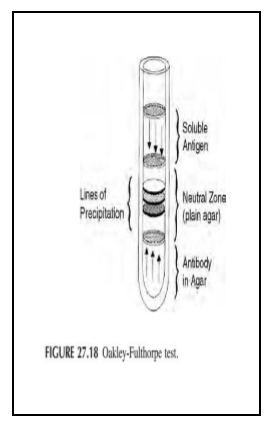 Soluble
Antigen
Lines of
Precipitation
Neutral Zone
(plain agar)
Antibody
in Agar
FIGURE 27.18 Oakley-Fulthorpe test.